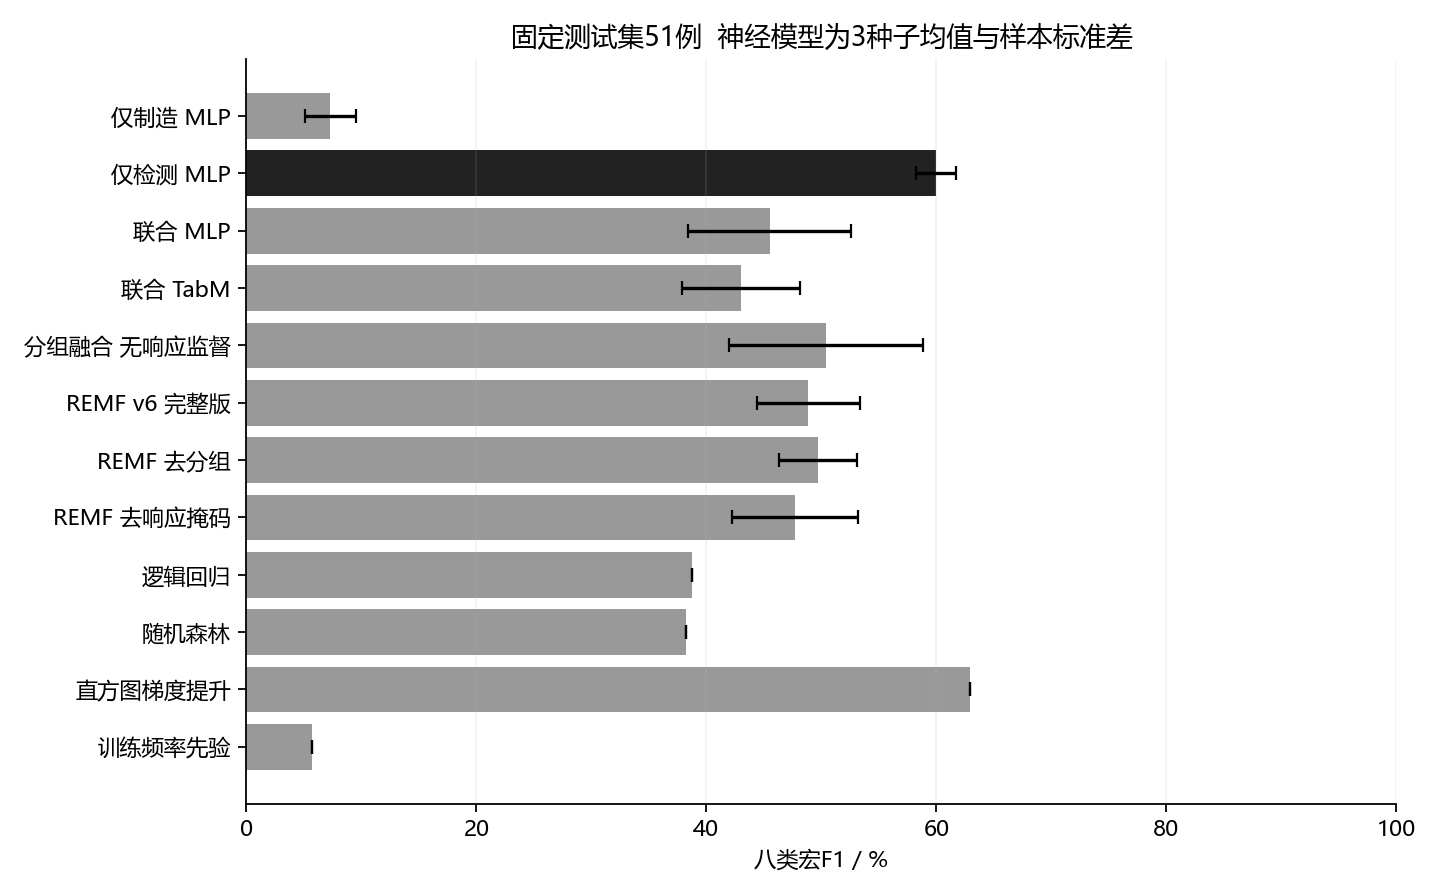 固定测试集51例 神经模型为3种子均值与样本标准差
仅制造 MLP
仅检测 MLP
联合 MLP
联合 TabM
分组融合 无响应监督
REMF v6 完整版
REMF 去分组
REMF 去响应掩码
逻辑回归
随机森林
直方图梯度提升
训练频率先验
0 20 40 60 80 100
八类宏F1 / %